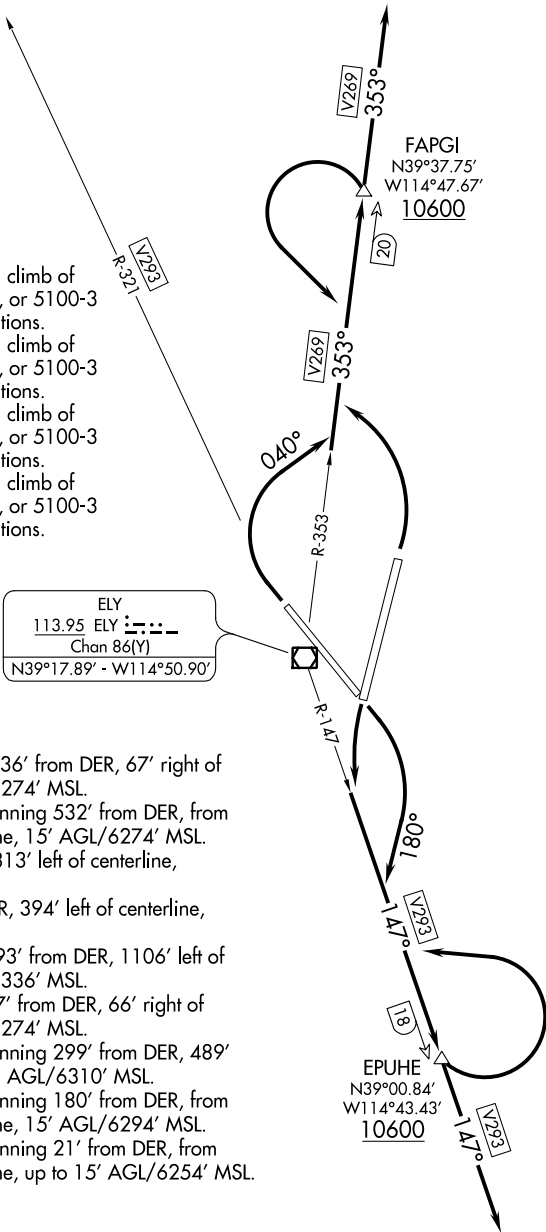 V269
353°
FAPGI
N39°37.75'
W114°47.67'
10600
20
V293
R-321
climb of
, or 5100-3
tions.
climb of
, or 5100-3
tions.
climb of
, or 5100-3
tions.
climb of
, or 5100-3
tions.
V269
353°
040°
R-353
ELY
113.95 ELY
Chan 86(Y)
N39°17.89' - W114°50.90'
R-147
36' from DER, 67' right of
274' MSL.
nning 532' from DER, from
ne, 15' AGL/6274' MSL.
313' left of centerline,
R, 394' left of centerline,
93' from DER, 1106' left of
336' MSL.
7' from DER, 66' right of
274' MSL.
nning 299' from DER, 489'
' AGL/6310' MSL.
nning 180' from DER, from
ne, 15' AGL/6294' MSL.
nning 21' from DER, from
ne, up to 15' AGL/6254' MSL.
180°
V293
147°
18
EPUHE
N39°00.84'
W114°43.43'
10600
V293
147°